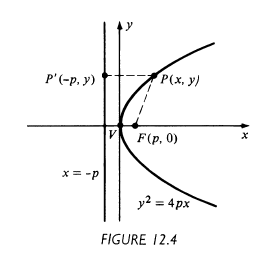 y
P'(-p, y)
P(x, y)
V
F(p, 0)
x
x = -p
y² = 4px
FIGURE 12.4